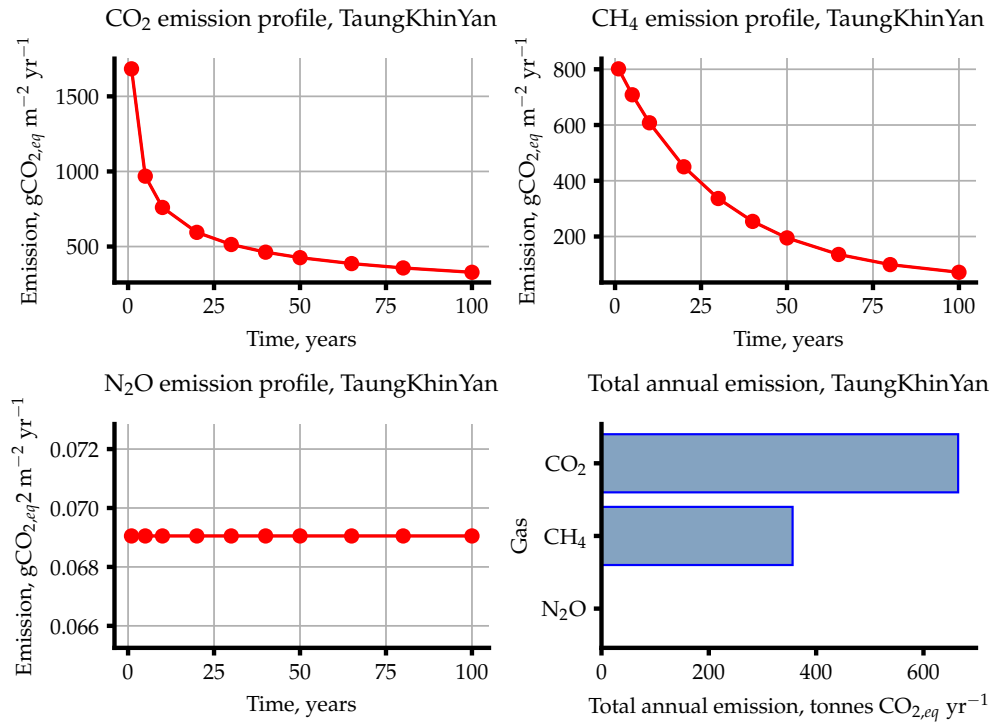 CO₂ emission profile, TaungKhinYan
Emission, gCO₂,eq m⁻² yr⁻¹
1500
1000
500
0 25 50 75 100
Time, years
CH₄ emission profile, TaungKhinYan
Emission, gCO₂,eq m⁻² yr⁻¹
800
600
400
200
0 25 50 75 100
Time, years
N₂O emission profile, TaungKhinYan
Emission, gCO₂,eq2 m⁻² yr⁻¹
0.072
0.070
0.068
0.066
0 25 50 75 100
Time, years
Total annual emission, TaungKhinYan
Gas
CO₂
CH₄
N₂O
0 200 400 600
Total annual emission, tonnes CO₂,eq yr⁻¹